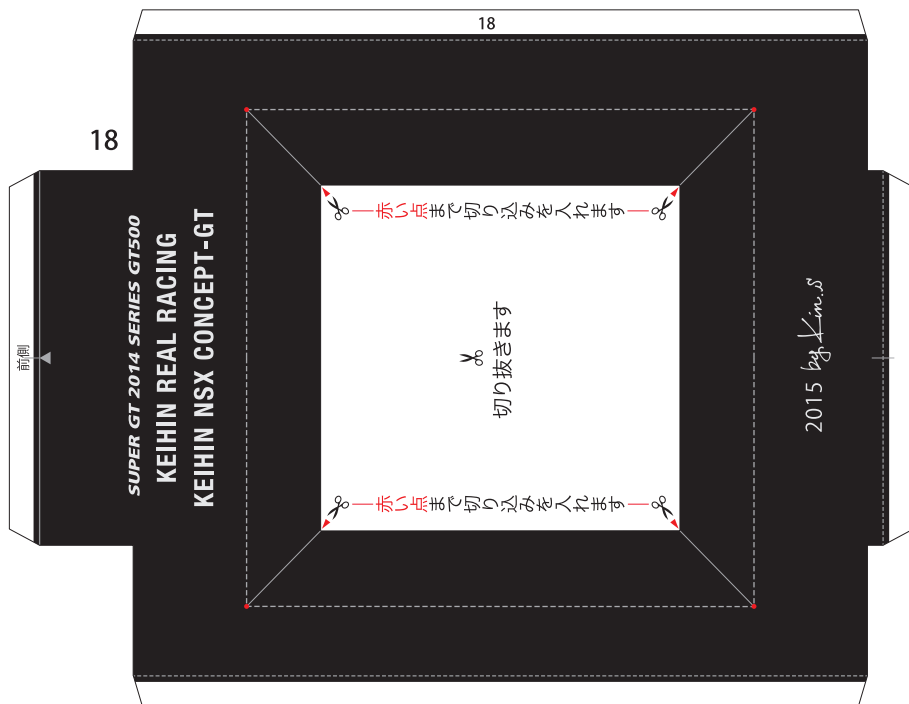 18
18
SUPER GT 2014 SERIES GT500
KEIHIN REAL RACING
KEIHIN NSX CONCEPT-GT
前側
赤い点まで切り込みを入れます
切り抜きます
赤い点まで切り込みを入れます
2015 by Kin.S